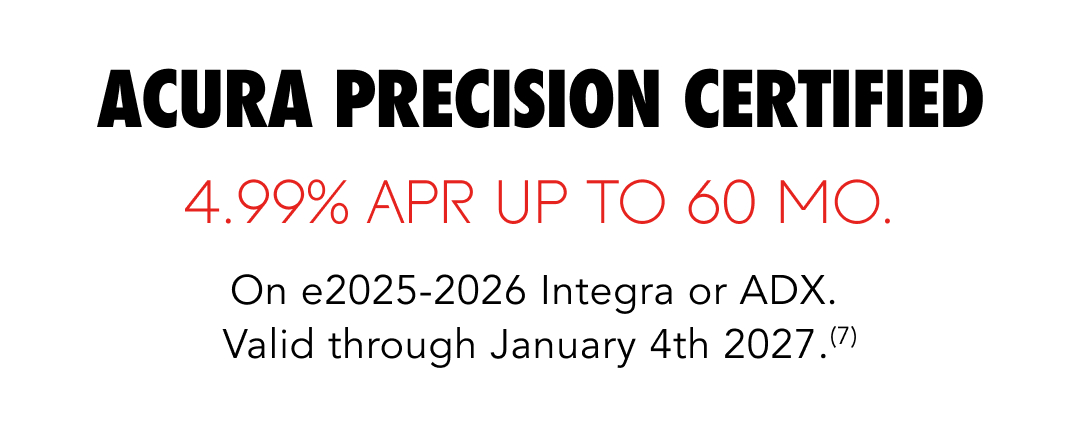 ACURA PRECISION CERTIFIED
4.99% APR UP TO 60 MO.
On e2025-2026 Integra or ADX.
Valid through January 4th 2027.(7)